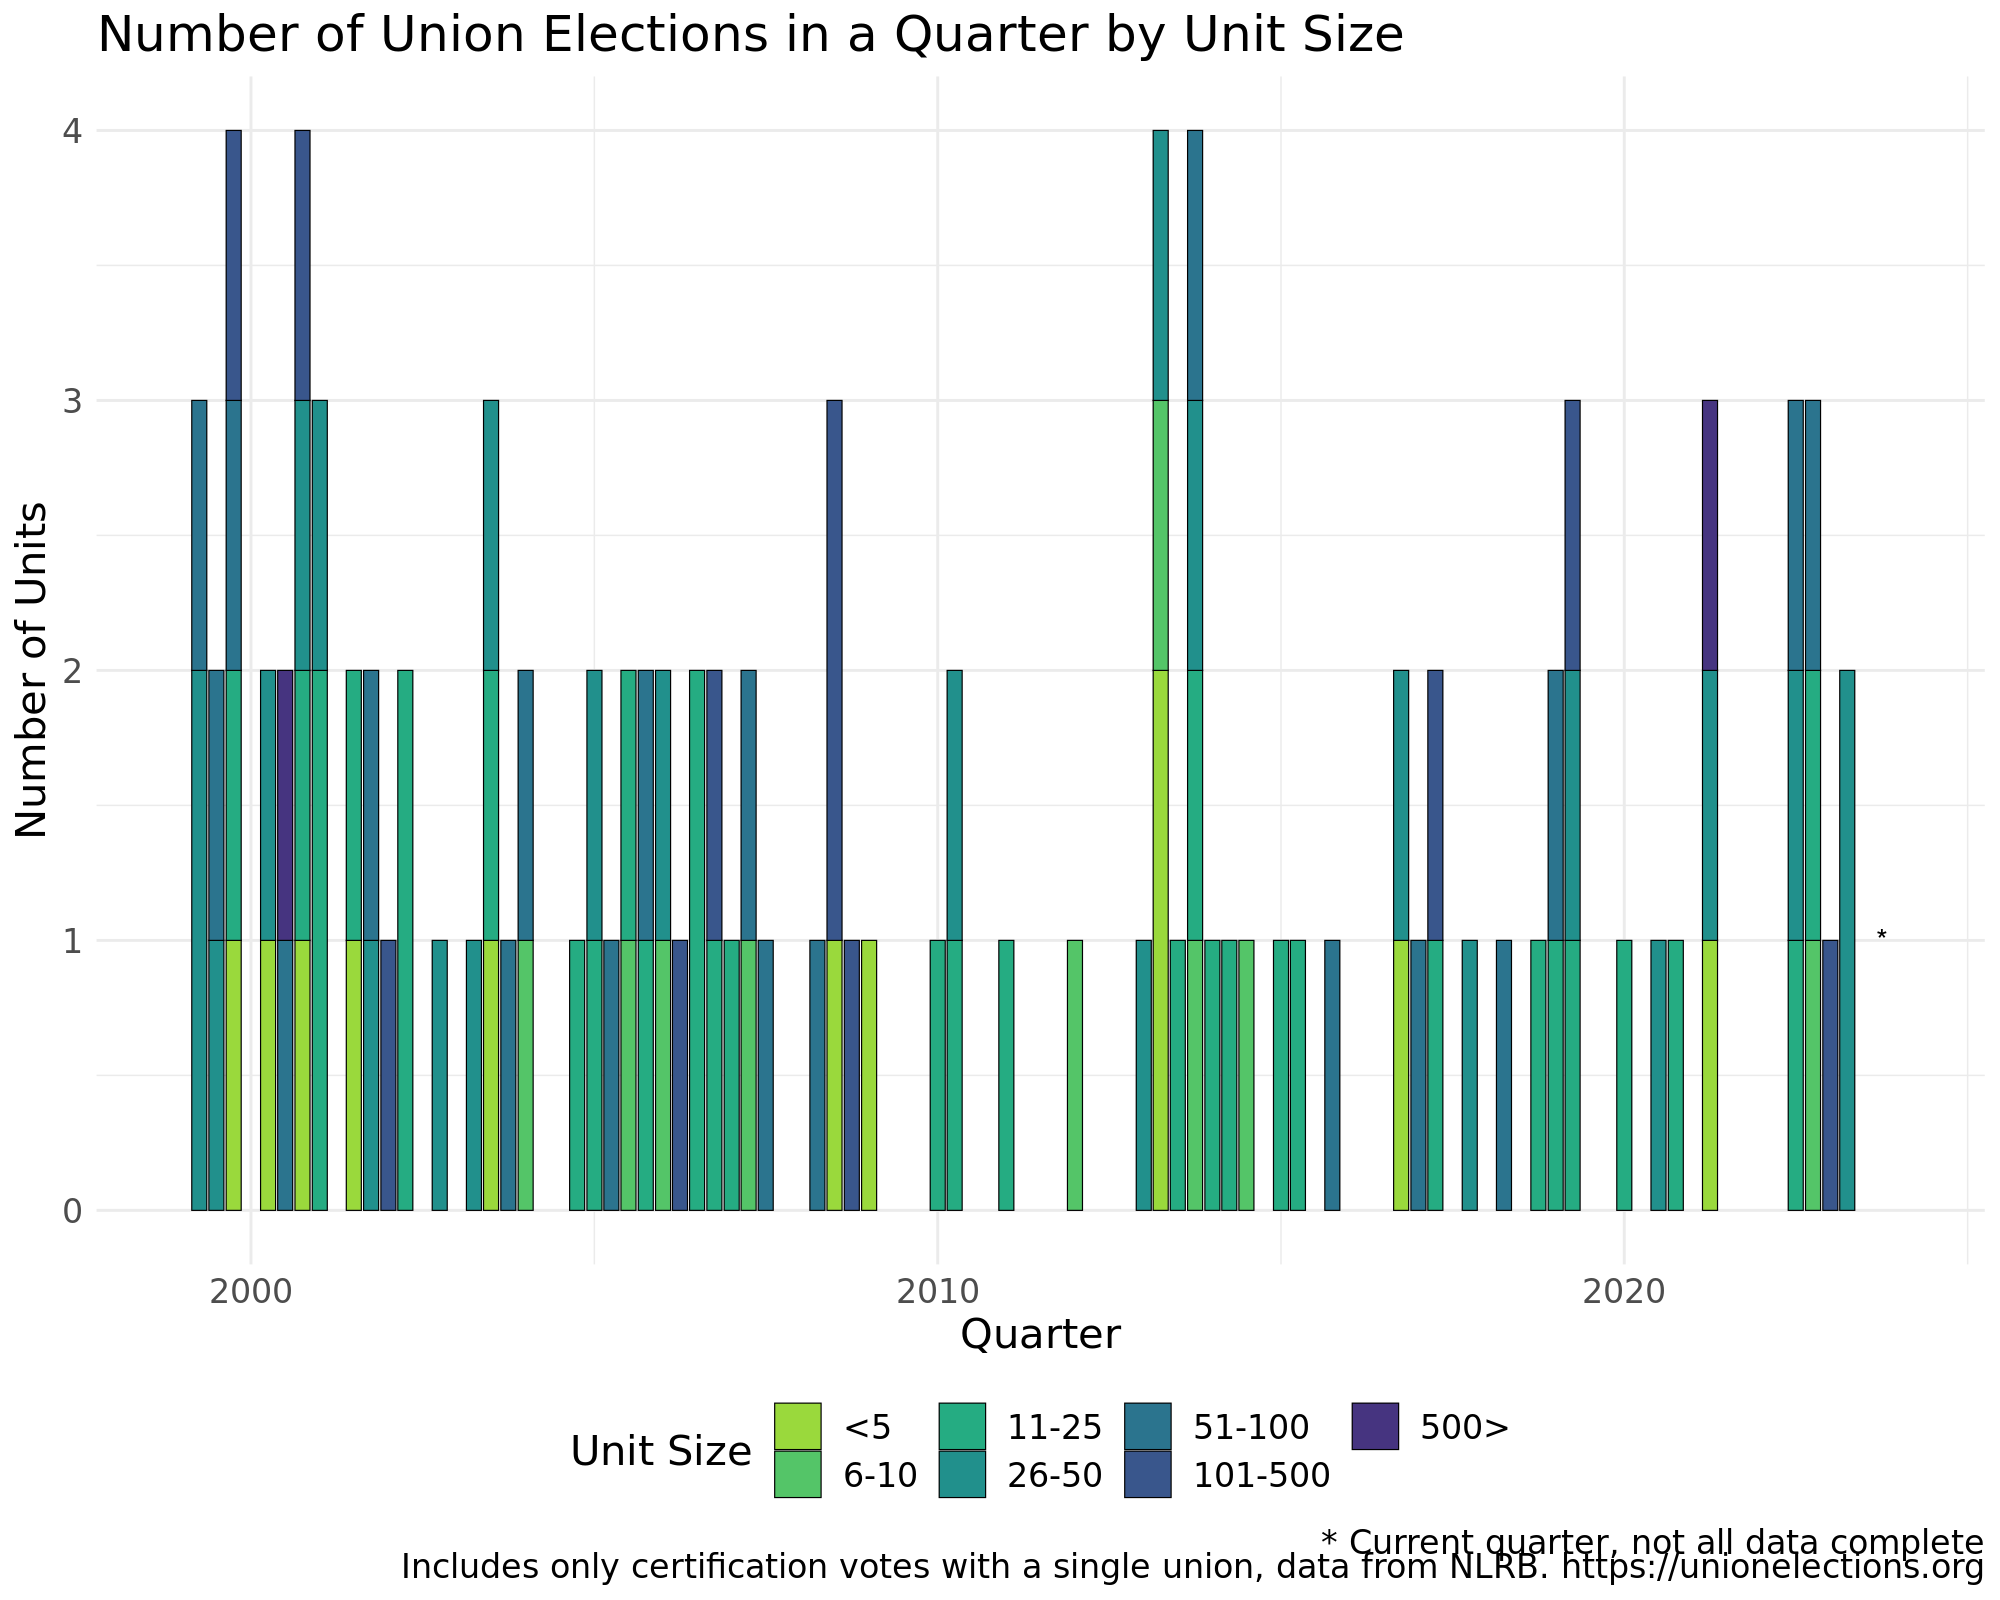 Number of Union Elections in a Quarter by Unit Size
Number of Units
4
3
2
1
0
*
2000 2010 2020
Quarter
Unit Size
<5 11-25 51-100 500>
6-10 26-50 101-500
* Current quarter, not all data complete
Includes only certification votes with a single union, data from NLRB. https://unionelections.org